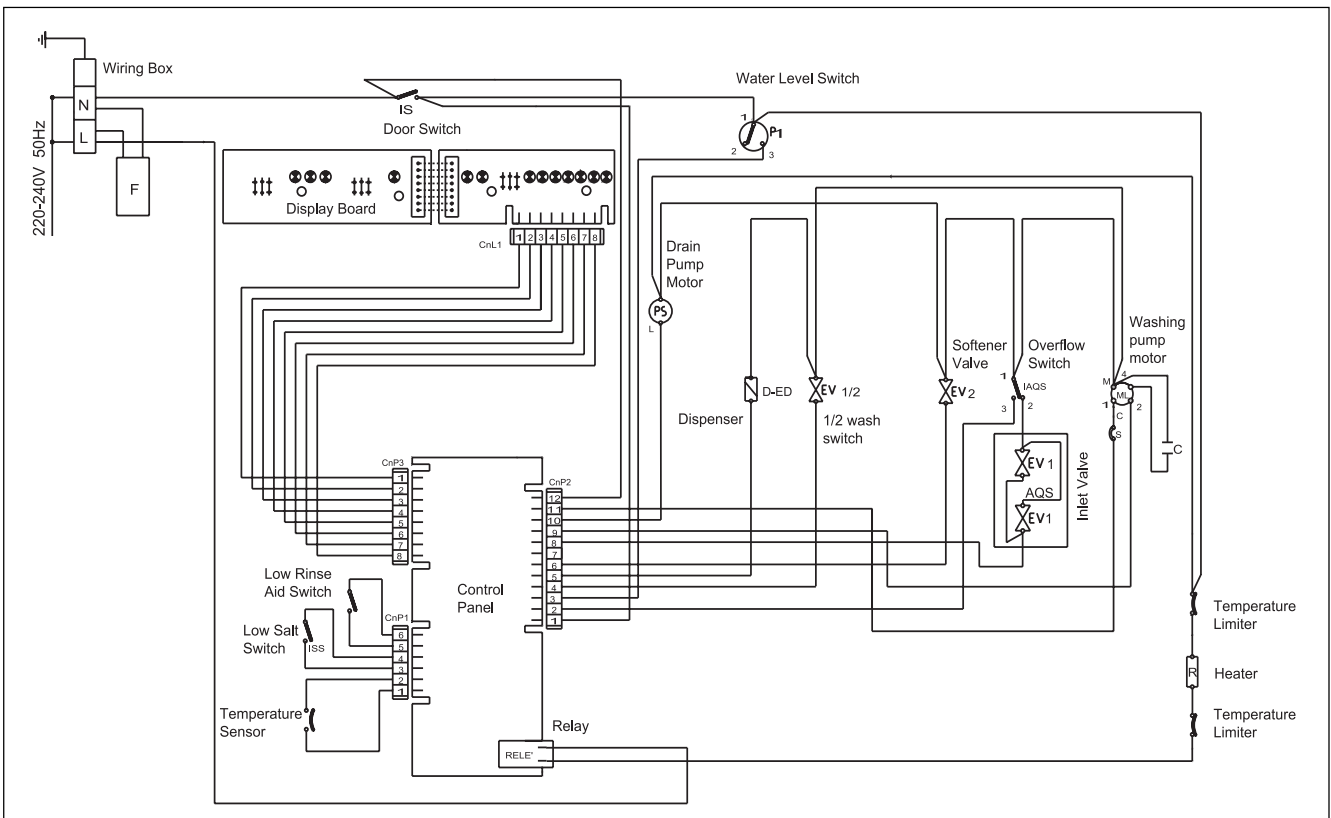 Wiring Box
N
L
220-240V 50Hz
F
IS
Door Switch
Water Level Switch
1
P1
2
3
Display Board
CnL1
1 2 3 4 5 6 7 8
Drain
Pump
Motor
PS
L
D-ED
Dispenser
EV 1/2
1/2 wash
switch
Softener
Valve
EV 2
Overflow
Switch
1
IAQS
3
2
EV 1
AQS
EV1
Inlet Valve
Washing
pump
motor
M
4
ML
1
2
C
S
C
CnP3
1
2
3
4
5
6
7
8
CnP2
12
11
10
9
8
7
6
5
4
3
2
1
Control
Panel
Low Rinse
Aid Switch
CnP1
6
5
4
3
2
1
Low Salt
Switch
ISS
Temperature
Sensor
Relay
RELE'
Temperature
Limiter
R
Heater
Temperature
Limiter